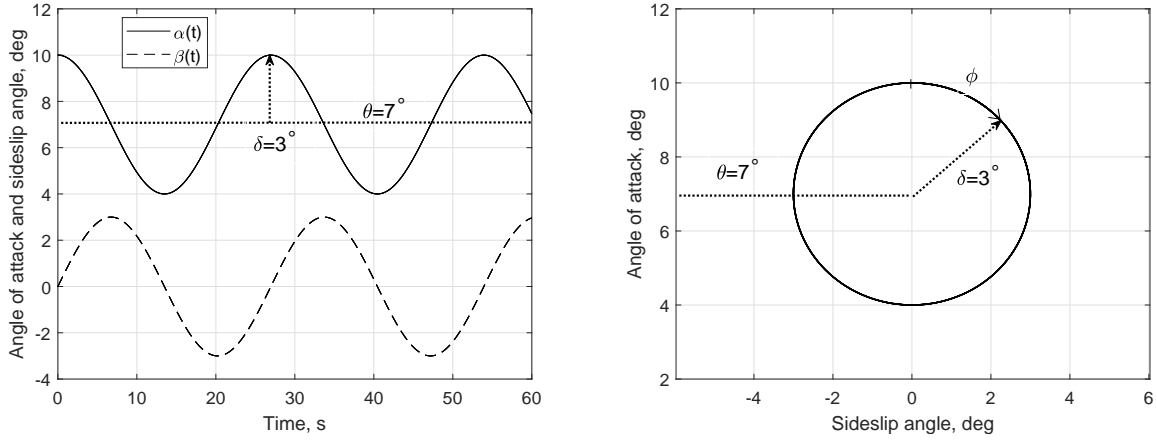 12
10
8
6
4
2
0
-2
-4
0
10
20
30
40
50
60
Angle of attack and sideslip angle, deg
Time, s
α(t)
β(t)
θ=7°
δ=3°
12
10
8
6
4
2
-4
-2
0
2
4
6
Angle of attack, deg
Sideslip angle, deg
ϕ
θ=7°
δ=3°